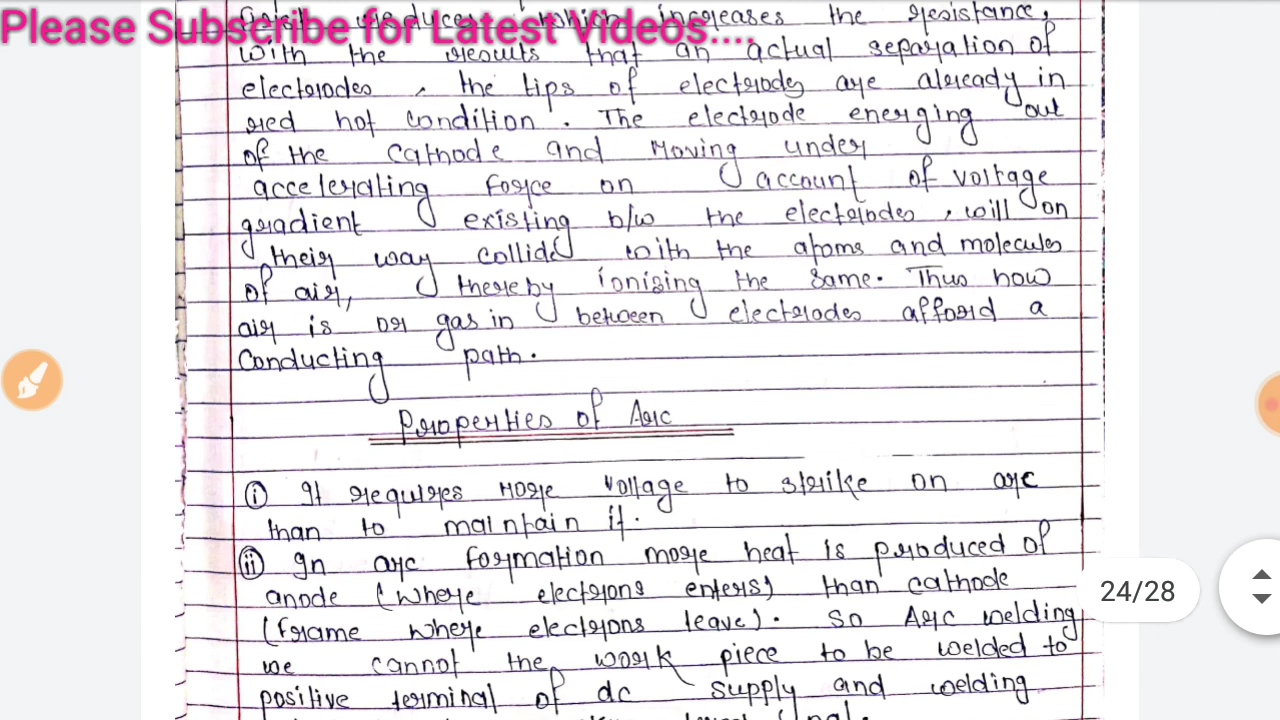 produces which increases the resistance,
Please Subscribe for Latest Videos....
with the results that an actual separation of
electrodes, the tips of electrodes are already in
red hot condition. The electrode energing out
of the cathode and Moving under
accelerating force on account of voltage
gradient existing b/w the electrodes, will on
their way collide with the atoms and molecules
of air, thereby ionising the same. Thus now
air is or gas in between electrodes afford a
Conducting path.
Properties of Arc
(i) It requires More Voltage to strike on arc
than to maintain it.
(ii) In arc formation more heat is produced of
anode (where electrons enters) than cathode
(frame where electrons leave). So Arc welding
we cannot the work piece to be welded to
positive terminal of dc supply and welding
24/28